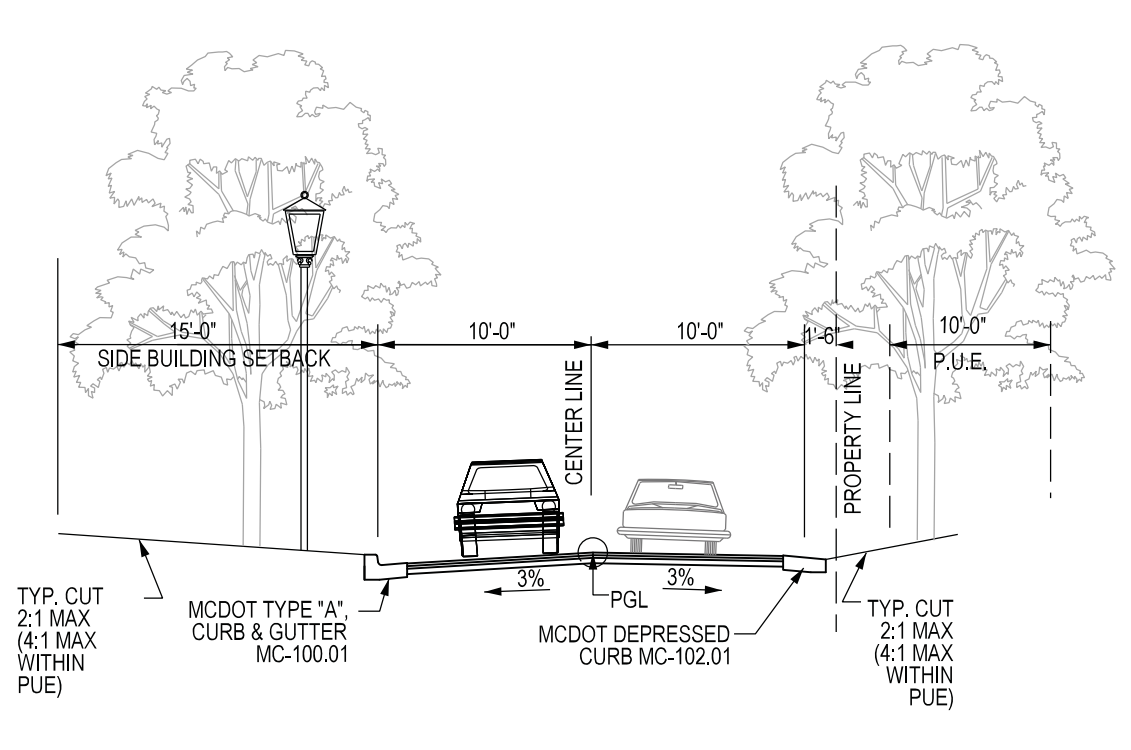 15'-0"
SIDE BUILDING SETBACK
10'-0"
10'-0"
1'-6"
10'-0"
P.U.E.
CENTER LINE
PROPERTY LINE
3%
3%
PGL
TYP. CUT
2:1 MAX
(4:1 MAX
WITHIN
PUE)
MCDOT TYPE "A",
CURB & GUTTER
MC-100.01
MCDOT DEPRESSED
CURB MC-102.01
TYP. CUT
2:1 MAX
(4:1 MAX
WITHIN
PUE)